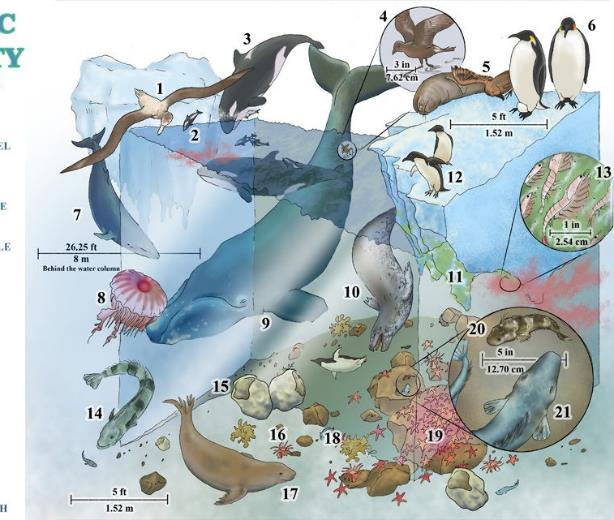 C
TY
EL
E
LE
H
1
2
3
4
3 in
7.62 cm
5
6
5 ft
1.52 m
7
26.25 ft
8 m
Behind the water column
8
9
10
11
12
13
1 in
2.54 cm
14
15
16
17
18
19
20
5 in
12.70 cm
21
5 ft
1.52 m